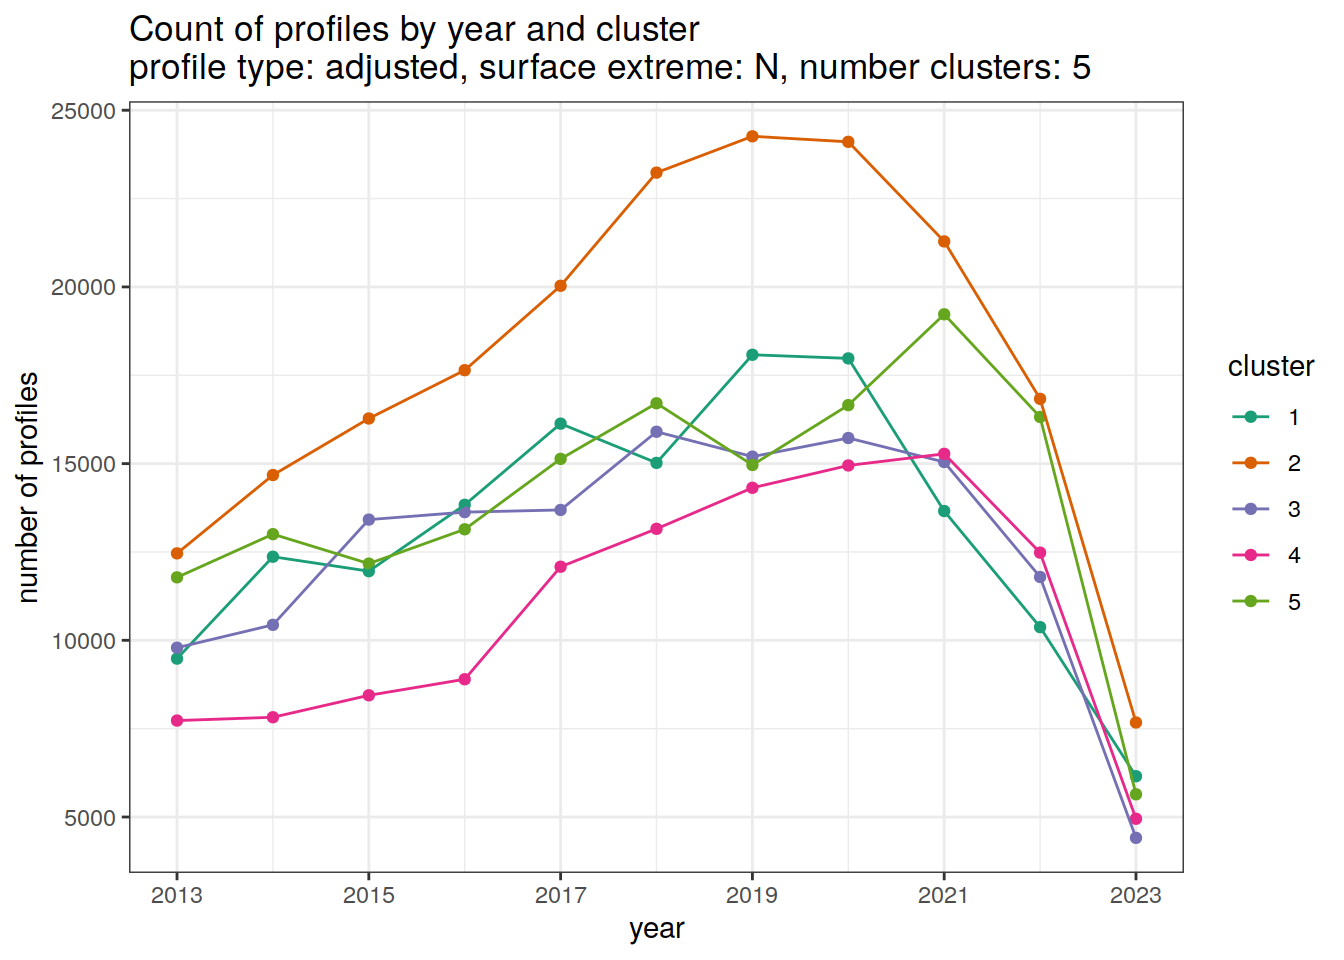 Count of profiles by year and cluster
profile type: adjusted, surface extreme: N, number clusters: 5
25000
20000
15000
10000
5000
number of profiles
2013 2015 2017 2019 2021 2023
year
cluster
1
2
3
4
5